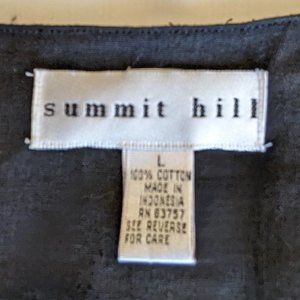 summit hill
L
100% COTTON
MADE IN
INDONESIA
RN 63757
SEE REVERSE
FOR CARE